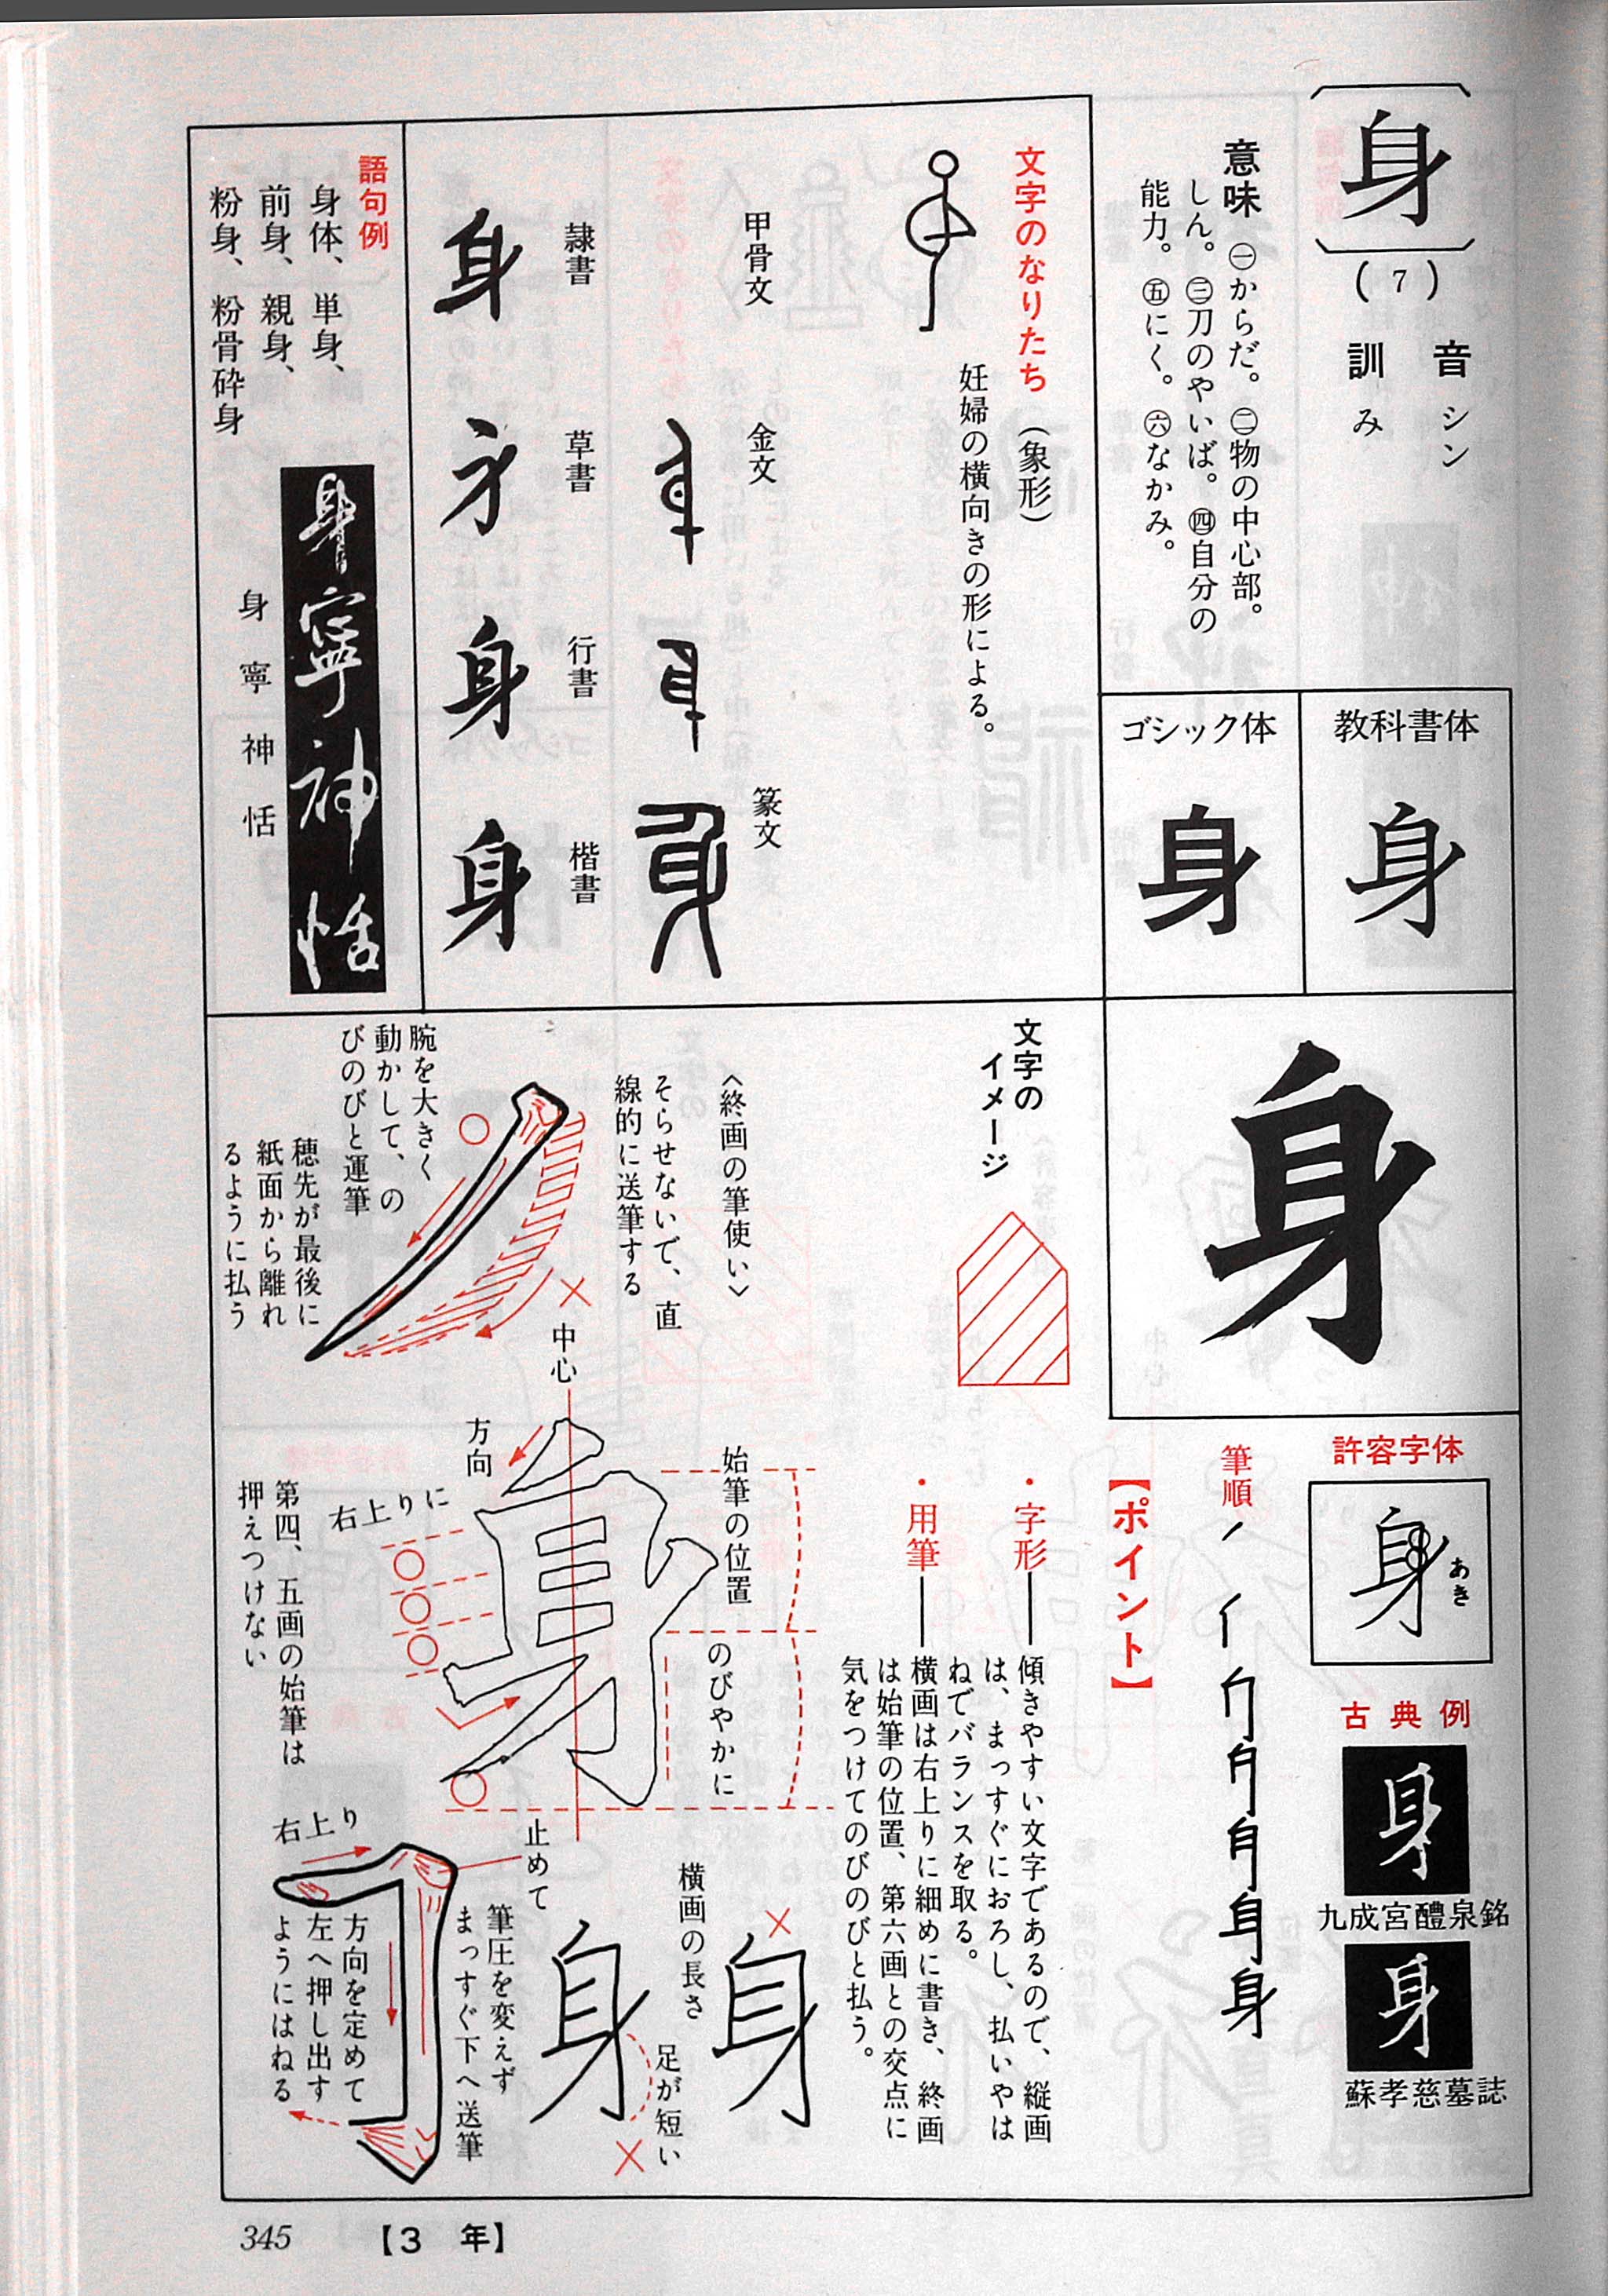 身
(7)
音 シン
訓 み
意味 ㊀からだ。㊁物の中心部。
しん。㊂刀のやいば。㊃自分の
能力。㊄にく。㊅なかみ。
教科書体
身
ゴシック体
身
身
許容字体
身
あき
古典例
身
九成宮醴泉銘
身
蘇孝慈墓誌
筆順
身
文字のなりたち(象形)
妊婦の横向きの形による。
甲骨文
金文
篆文
隷書
身
草書
身
行書
身
楷書
身
語句例
身体、単身、
前身、親身、
粉身、粉骨砕身
身寧神恬
身寧神恬
文字の
イメージ
【ポイント】
・字形―傾きやすい文字であるので、縦画
は、まっすぐにおろし、払いやは
ねでバランスを取る。
・用筆―横画は右上りに細めに書き、終画
は始筆の位置、第六画との交点に
気をつけてのびのびと払う。
〈終画の筆使い〉
そらせないで、直
線的に送筆する
腕を大きく
動かして、の
びのびと運筆
穂先が最後に
紙面から離れ
るように払う
中心
方向
始筆の位置
のびやかに
右上りに
第四、五画の始筆は
押えつけない
横画の長さ
身
足が短い
身
止めて
右上り
筆圧を変えず
まっすぐ下へ送筆
方向を定めて
左へ押し出す
ようにはねる
345
【3 年】